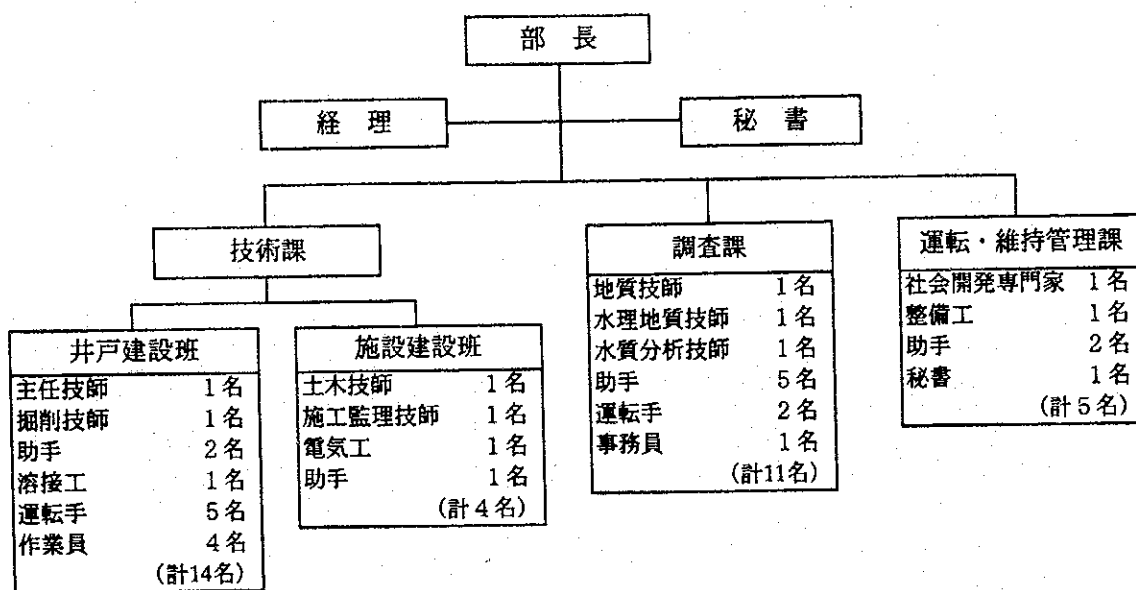 部 長
経 理
秘 書
技術課
井戸建設班
主任技師 1名
掘削技師 1名
助手 2名
溶接工 1名
運転手 5名
作業員 4名
(計14名)
施設建設班
土木技師 1名
施工監理技師 1名
電気工 1名
助手 1名
(計4名)
調査課
地質技師 1名
水理地質技師 1名
水質分析技師 1名
助手 5名
運転手 2名
事務員 1名
(計11名)
運転・維持管理課
社会開発専門家 1名
整備工 1名
助手 2名
秘書 1名
(計5名)